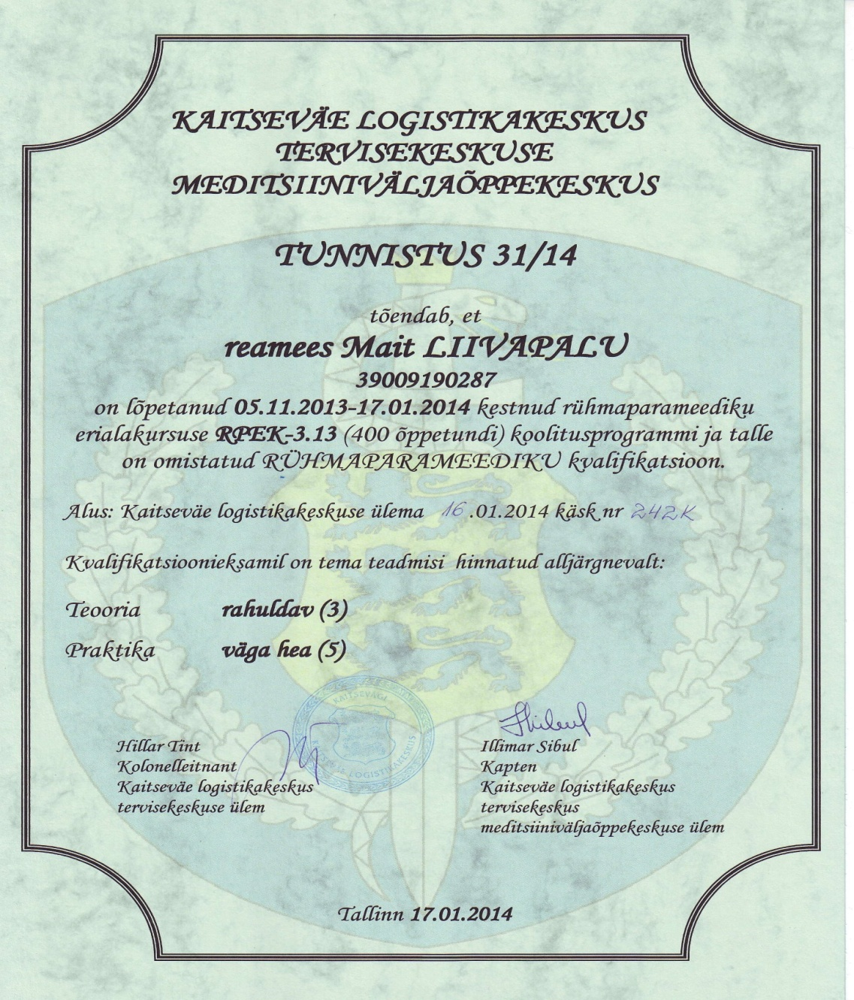 KAITSEVÄE LOGISTIKAKESKUS
TERVISEKESKUSE
MEDITSIINIVÄLJAÕPPEKESKUS
TUNNISTUS 31/14
tõendab, et
reamees Mait LIIVAPALU
39009190287
on lõpetanud 05.11.2013-17.01.2014 kestnud rühmaparameediku
erialakursuse RPEK-3.13 (400 õppetundi) koolitusprogrammi ja talle
on omistatud RÜHMAPARAMEEDIKU kvalifikatsioon.
Alus: Kaitseväe logistikakeskuse ülema 16.01.2014 käsk nr 242K
Kvalifikatsioonieksamil on tema teadmisi hinnatud alljärgnevalt:
Teooria rahuldav (3)
Praktika väga hea (5)
KAITSEVÄGI
KAITSEVÄE LOGISTIKAKESKUS
Hillar Tint
Kolonelleitnant
Kaitseväe logistikakeskus
tervisekeskuse ülem
Illimar Sibul
Kapten
Kaitseväe logistikakeskus
tervisekeskus
meditsiiniväljaõppekeskuse ülem
Tallinn 17.01.2014